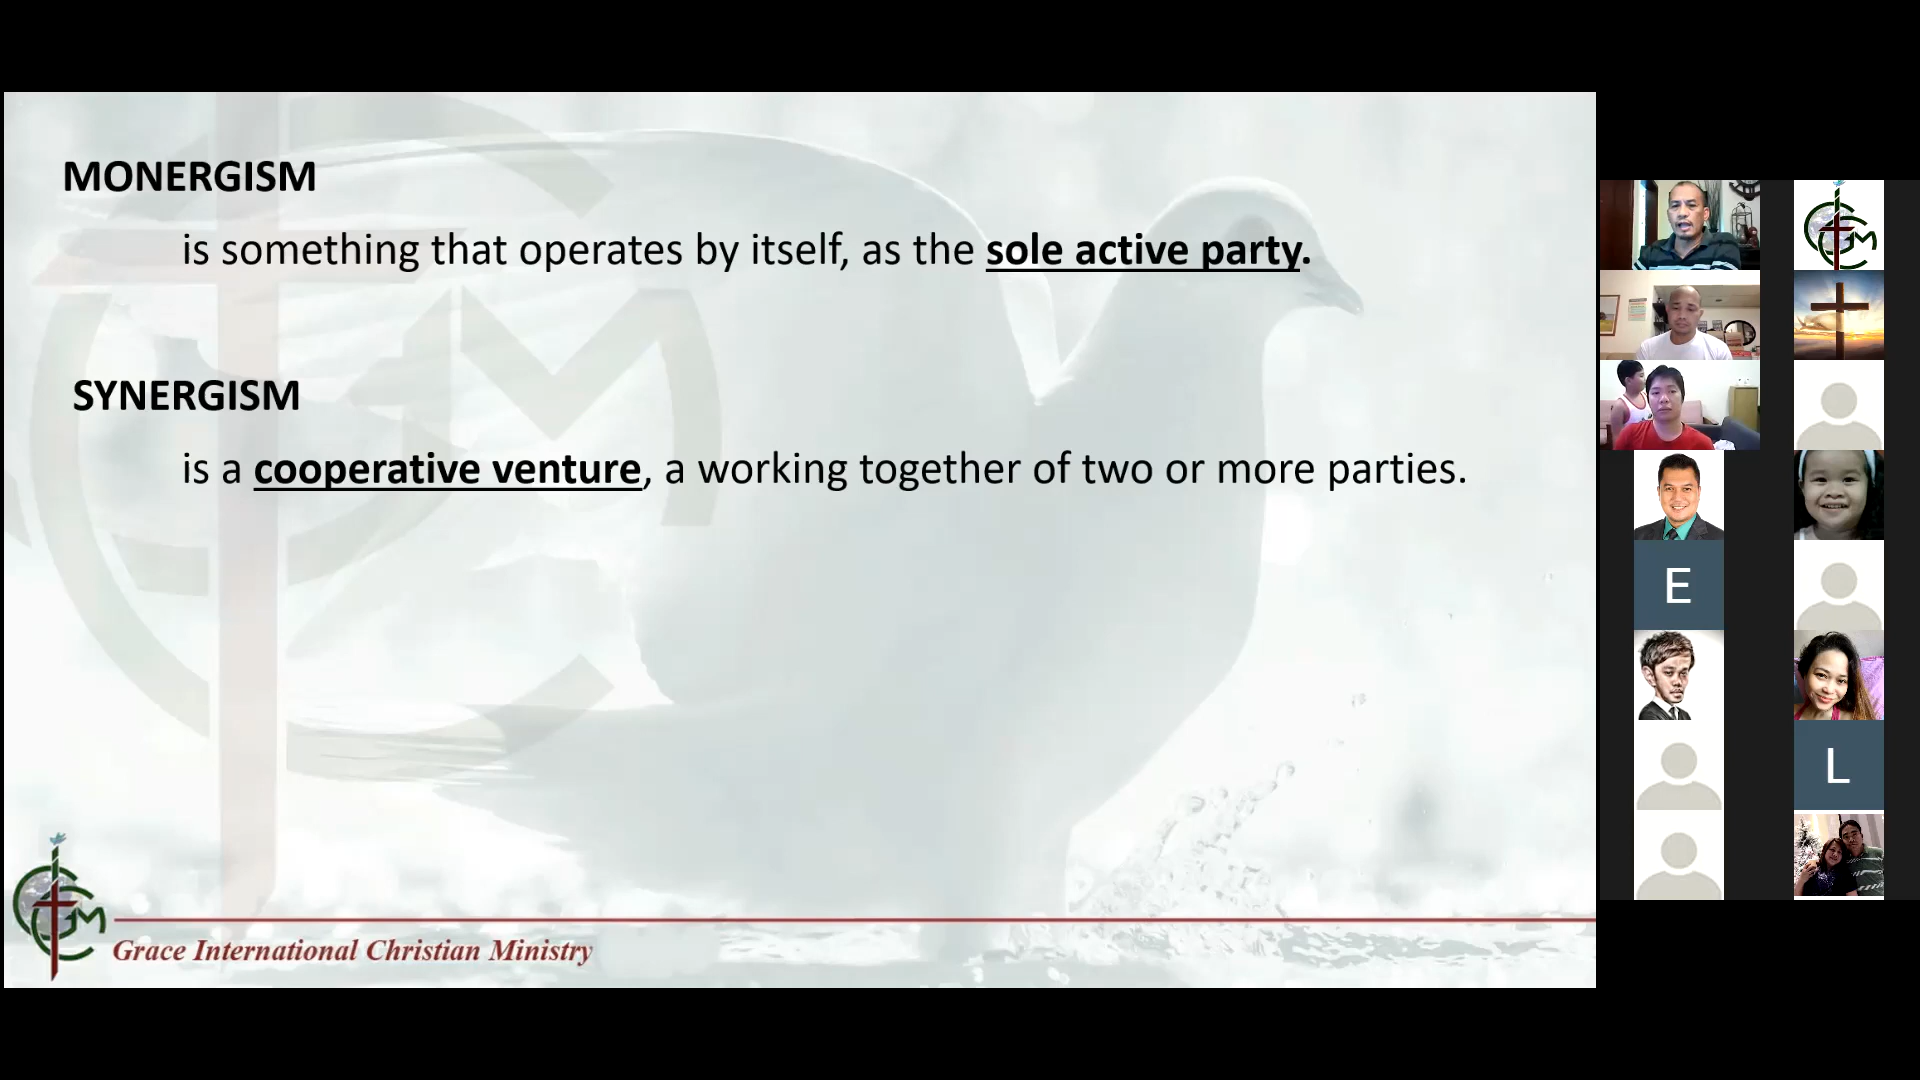 MONERGISM
is something that operates by itself, as the sole active party.
SYNERGISM
is a cooperative venture, a working together of two or more parties.
Grace International Christian Ministry
E
L